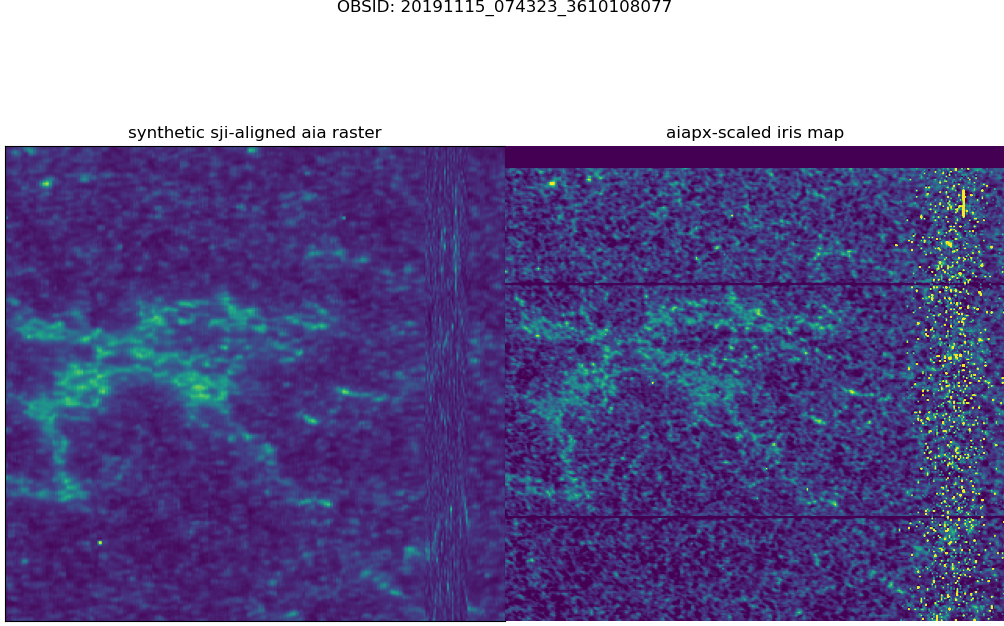 OBSID: 20191115_074323_3610108077
synthetic sji-aligned aia raster
aiapx-scaled iris map